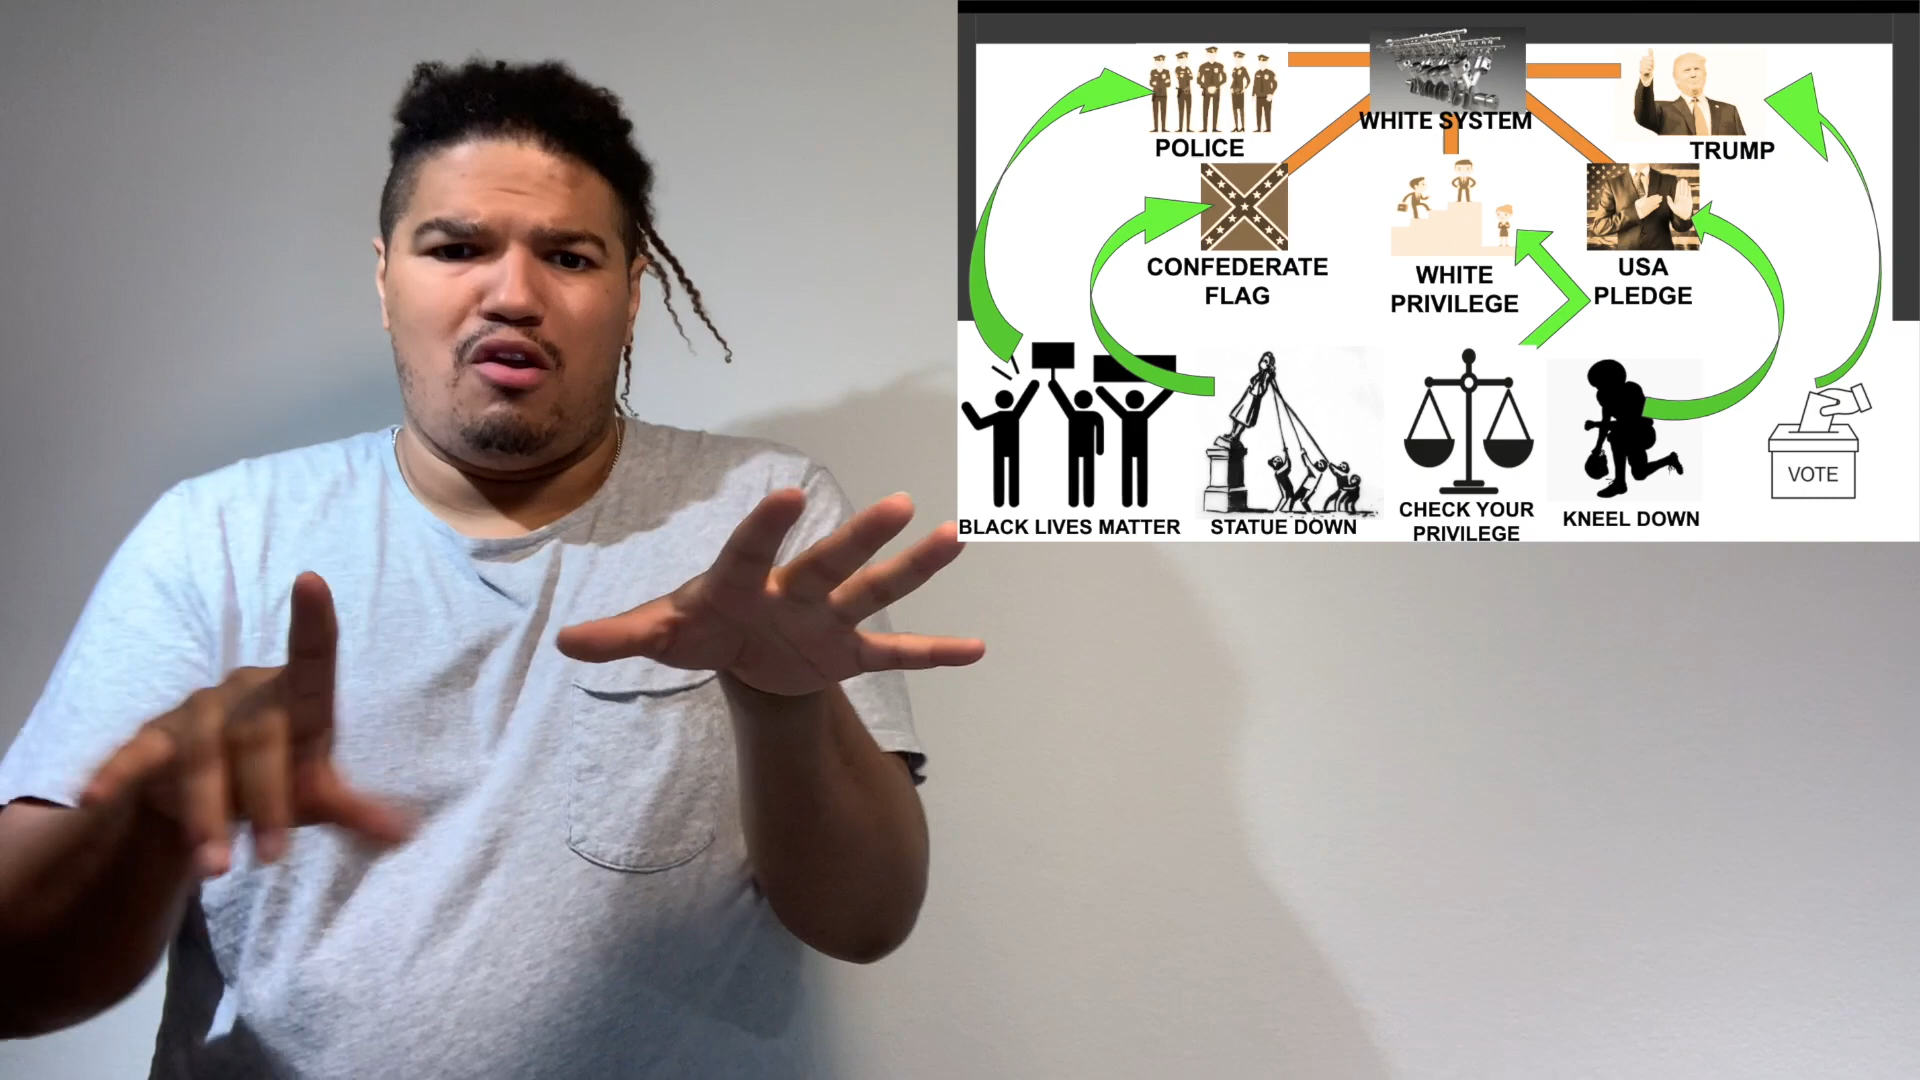 WHITE SYSTEM
POLICE
TRUMP
CONFEDERATE
FLAG
WHITE
PRIVILEGE
USA
PLEDGE
VOTE
BLACK LIVES MATTER
STATUE DOWN
CHECK YOUR
PRIVILEGE
KNEEL DOWN